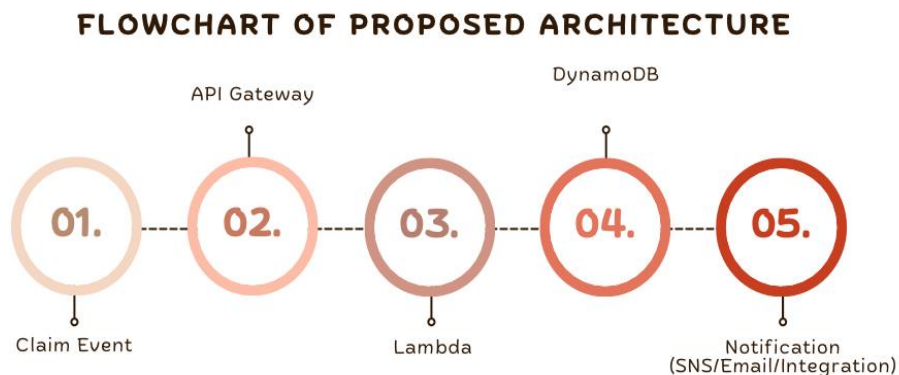 FLOWCHART OF PROPOSED ARCHITECTURE
01.
Claim Event
02.
API Gateway
03.
Lambda
04.
DynamoDB
05.
Notification
(SNS/Email/Integration)